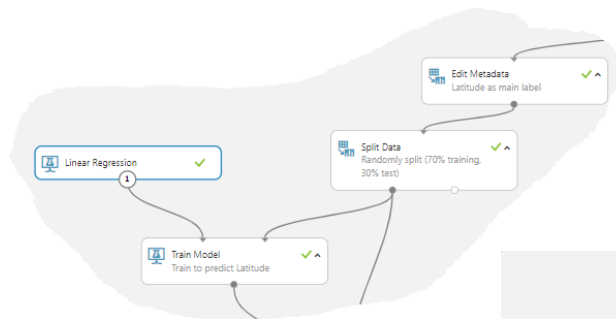 Edit Metadata
Latitude as main label
Split Data
Randomly split (70% training,
30% test)
Linear Regression
1
Train Model
Train to predict Latitude